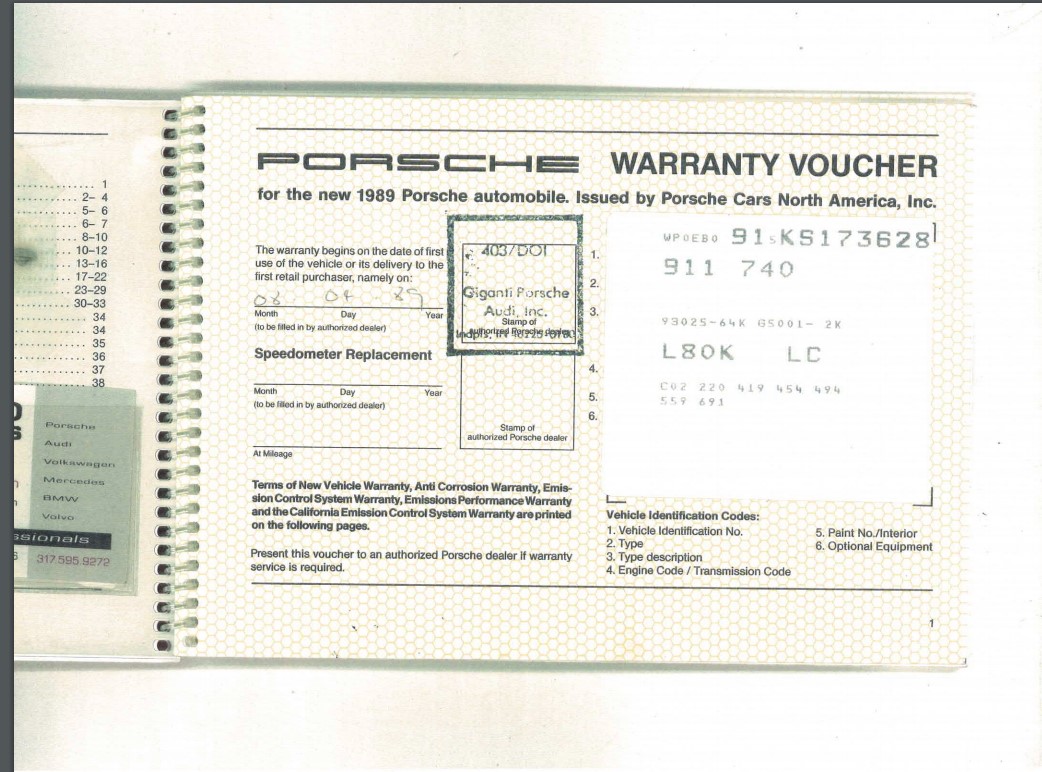 1
2– 4
5– 6
6– 7
8–10
10–12
13–16
17–22
23–29
30–33
34
34
35
36
37
38
Porsche
Audi
Volkswagen
Mercedes
BMW
Volvo
317.595.9272
PORSCHE WARRANTY VOUCHER
for the new 1989 Porsche automobile. Issued by Porsche Cars North America, Inc.
The warranty begins on the date of first
use of the vehicle or its delivery to the
first retail purchaser, namely on:
08 04 89
Month Day Year
(to be filled in by authorized dealer)
Speedometer Replacement
Month Day Year
(to be filled in by authorized dealer)
At Mileage
403/DOI
Giganti Porsche
Audi, Inc.
Stamp of
authorized Porsche dealer
Indpls, IN
Stamp of
authorized Porsche dealer
1.
2.
3.
4.
5.
6.
WP0EB0 91 KS173628
911 740
93025-64K G5001- 2K
L80K LC
C02 220 419 454 494
559 691
Terms of New Vehicle Warranty, Anti Corrosion Warranty, Emis-
sion Control System Warranty, Emissions Performance Warranty
and the California Emission Control System Warranty are printed
on the following pages.
Present this voucher to an authorized Porsche dealer if warranty
service is required.
Vehicle Identification Codes:
1. Vehicle Identification No.
2. Type
3. Type description
4. Engine Code / Transmission Code
5. Paint No./Interior
6. Optional Equipment
1